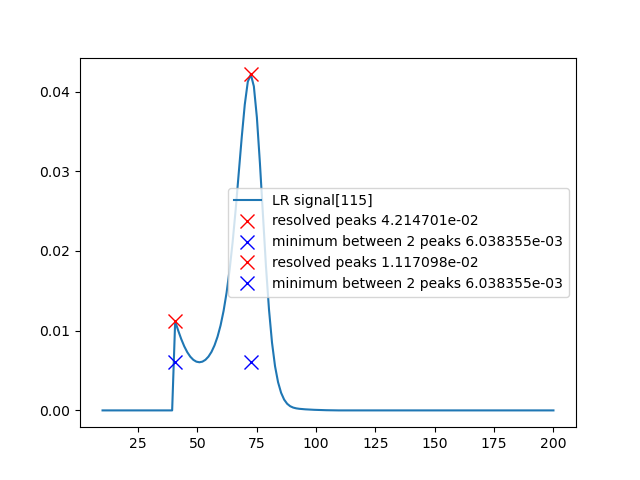 0.04
0.03
0.02
0.01
0.00
LR signal[115]
resolved peaks 4.214701e-02
minimum between 2 peaks 6.038355e-03
resolved peaks 1.117098e-02
minimum between 2 peaks 6.038355e-03
25 50 75 100 125 150 175 200